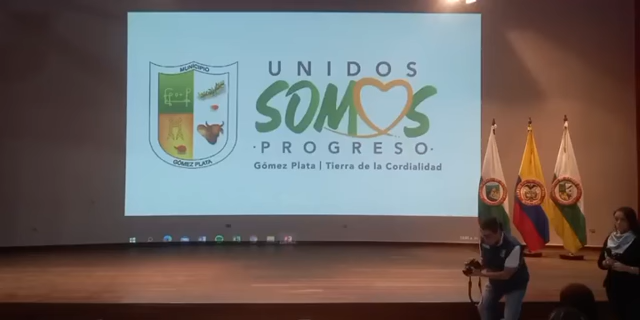 MUNICIPIO
GÓMEZ PLATA
UNIDOS
SOMOS
·PROGRESO·
Gómez Plata | Tierra de la Cordialidad